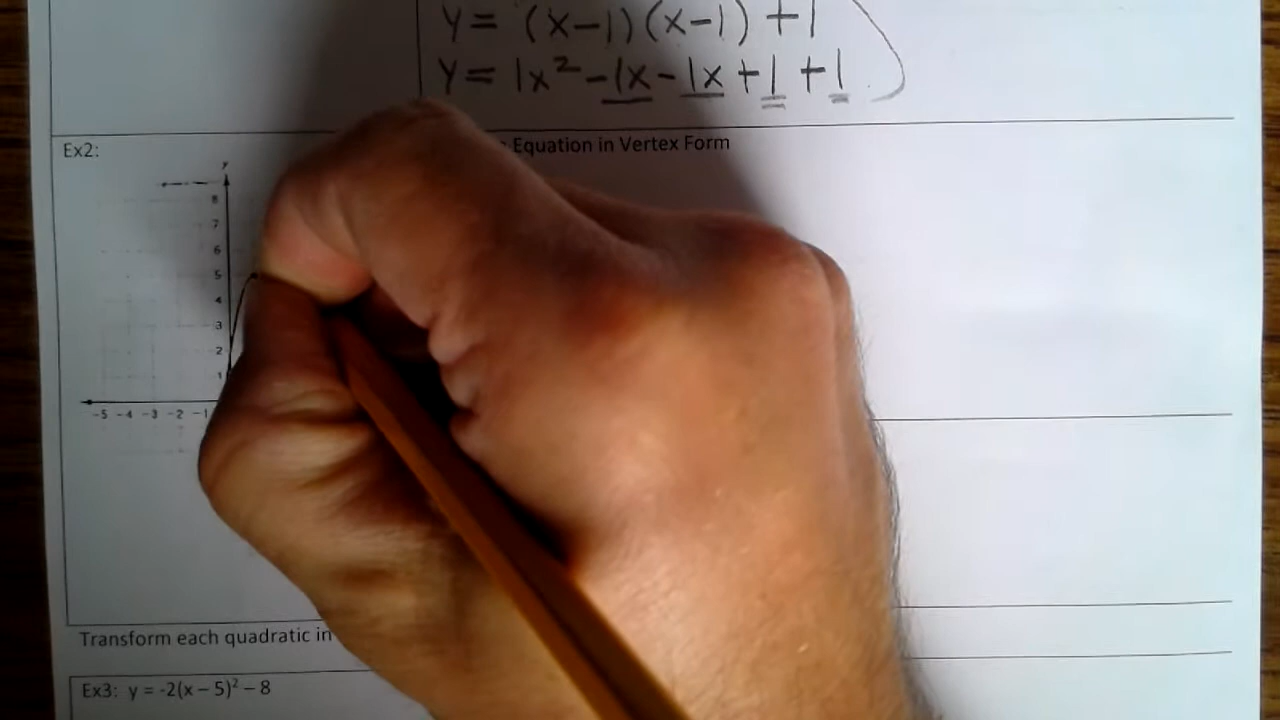 y = (x-1)(x-1) + 1
y = 1x² - 1x - 1x + 1 + 1
Ex2:
Equation in Vertex Form
y
8
7
6
5
4
3
2
1
-5 -4 -3 -2 -1
Transform each quadratic in
Ex3: y = -2(x – 5)² – 8